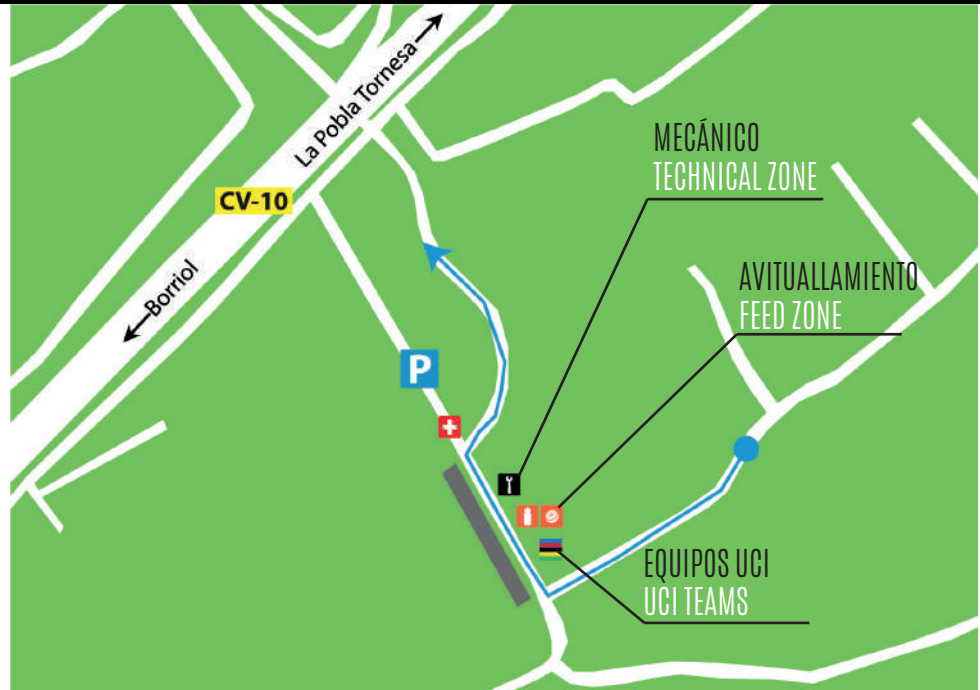 La Pobla Tornesa
MECÁNICO
TECHNICAL ZONE
CV-10
Borriol
AVITUALLAMIENTO
FEED ZONE
P
EQUIPOS UCI
UCI TEAMS